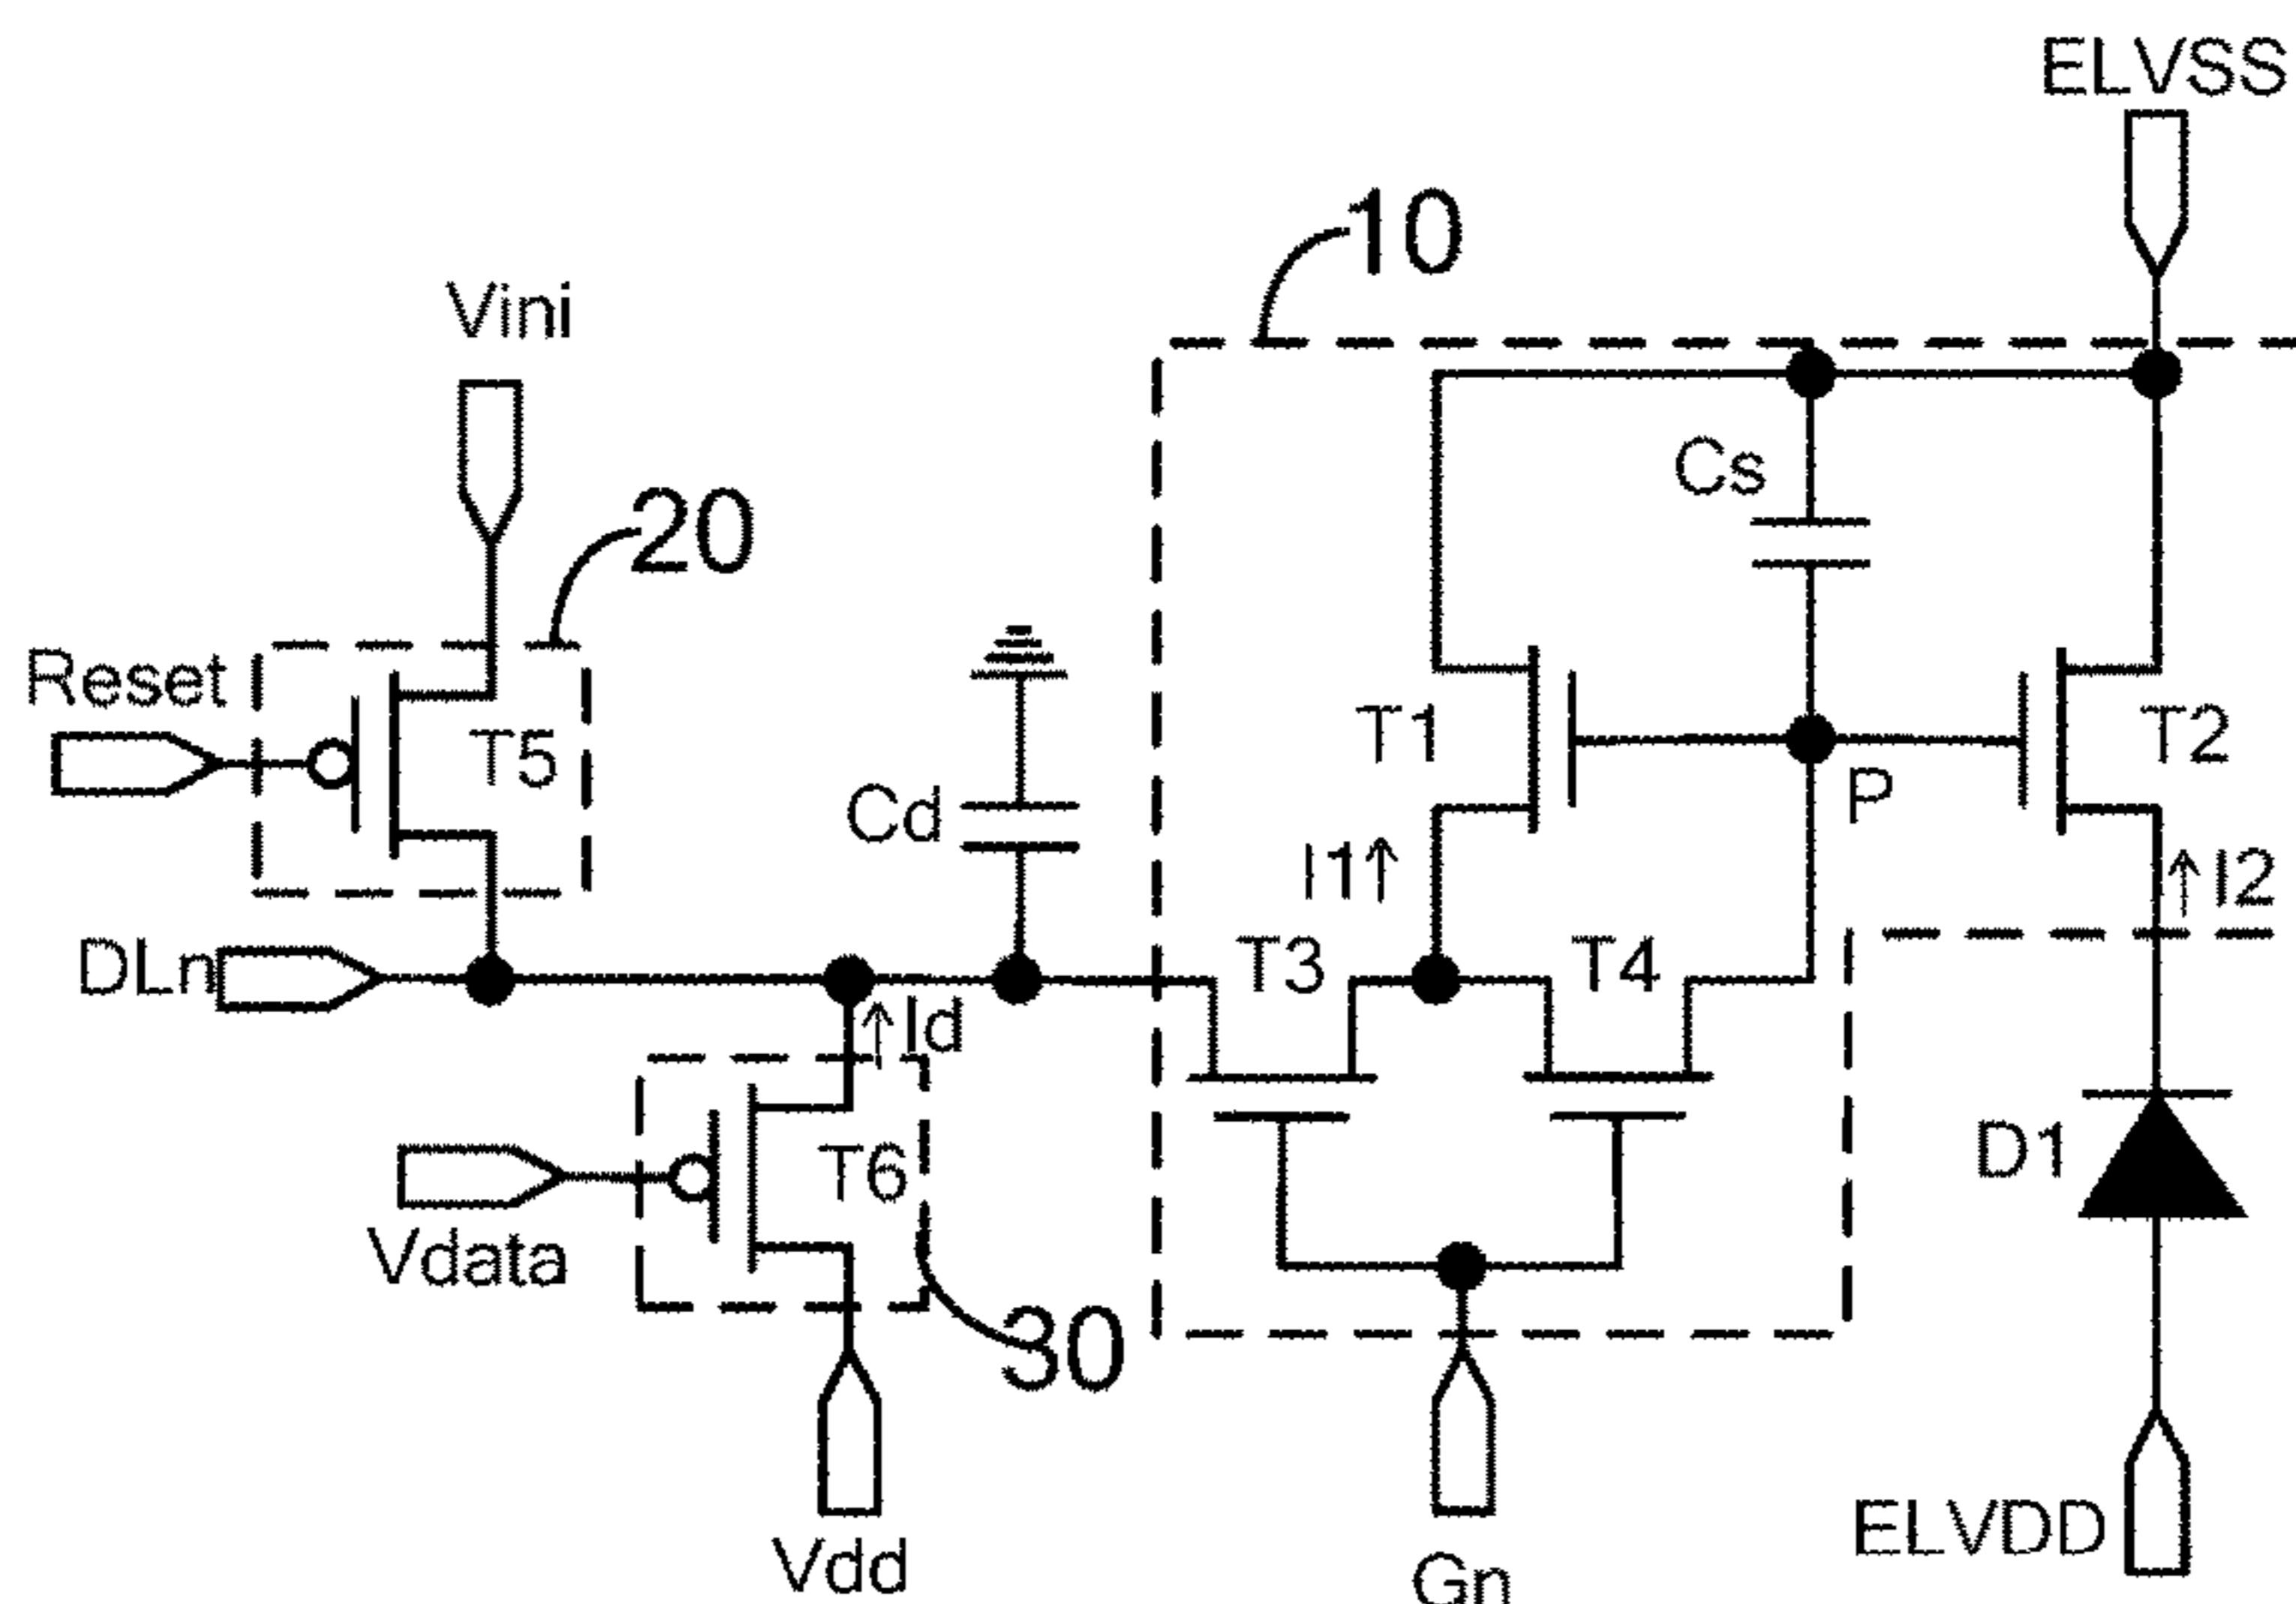 ELVSS
10
Vini
Cs
20
Reset
T5
T1
T2
P
Cd
I1
I2
DLn
T3
T4
Id
T6
D1
Vdata
30
Vdd
Gn
ELVDD